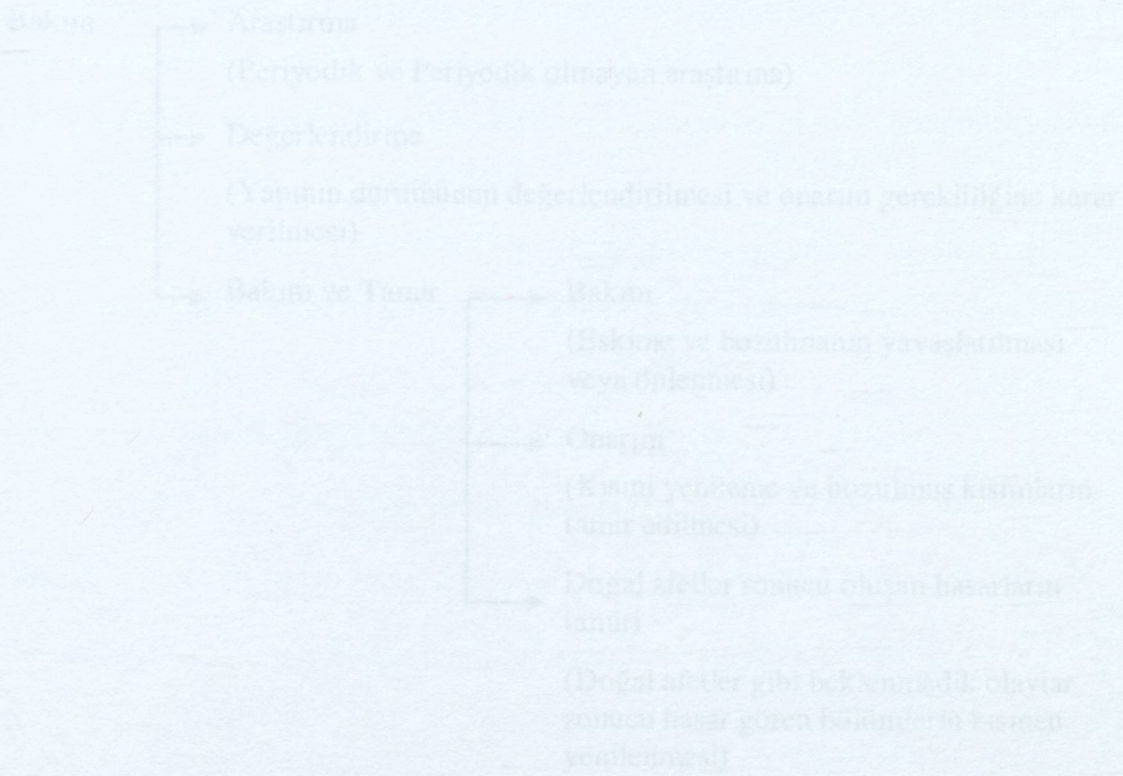 Bakım
Araştırma
(Periyodik ve Periyodik olmayan araştırma)
Değerlendirme
(Yapının durumunun değerlendirilmesi ve onarım gerekliliğine karar
verilmesi)
Bakım ve Tamir
Bakım
(Eskime ve bozulmanın yavaşlatılması
veya önlenmesi)
Onarım
(Kısmi yenileme ve bozulmuş kısımların
tamir edilmesi)
Doğal afetler sonucu oluşan hasarların
tamiri
(Doğal afetler gibi beklenmedik olaylar
sonucu hasar gören bölümlerin kısmen
yenilenmesi)